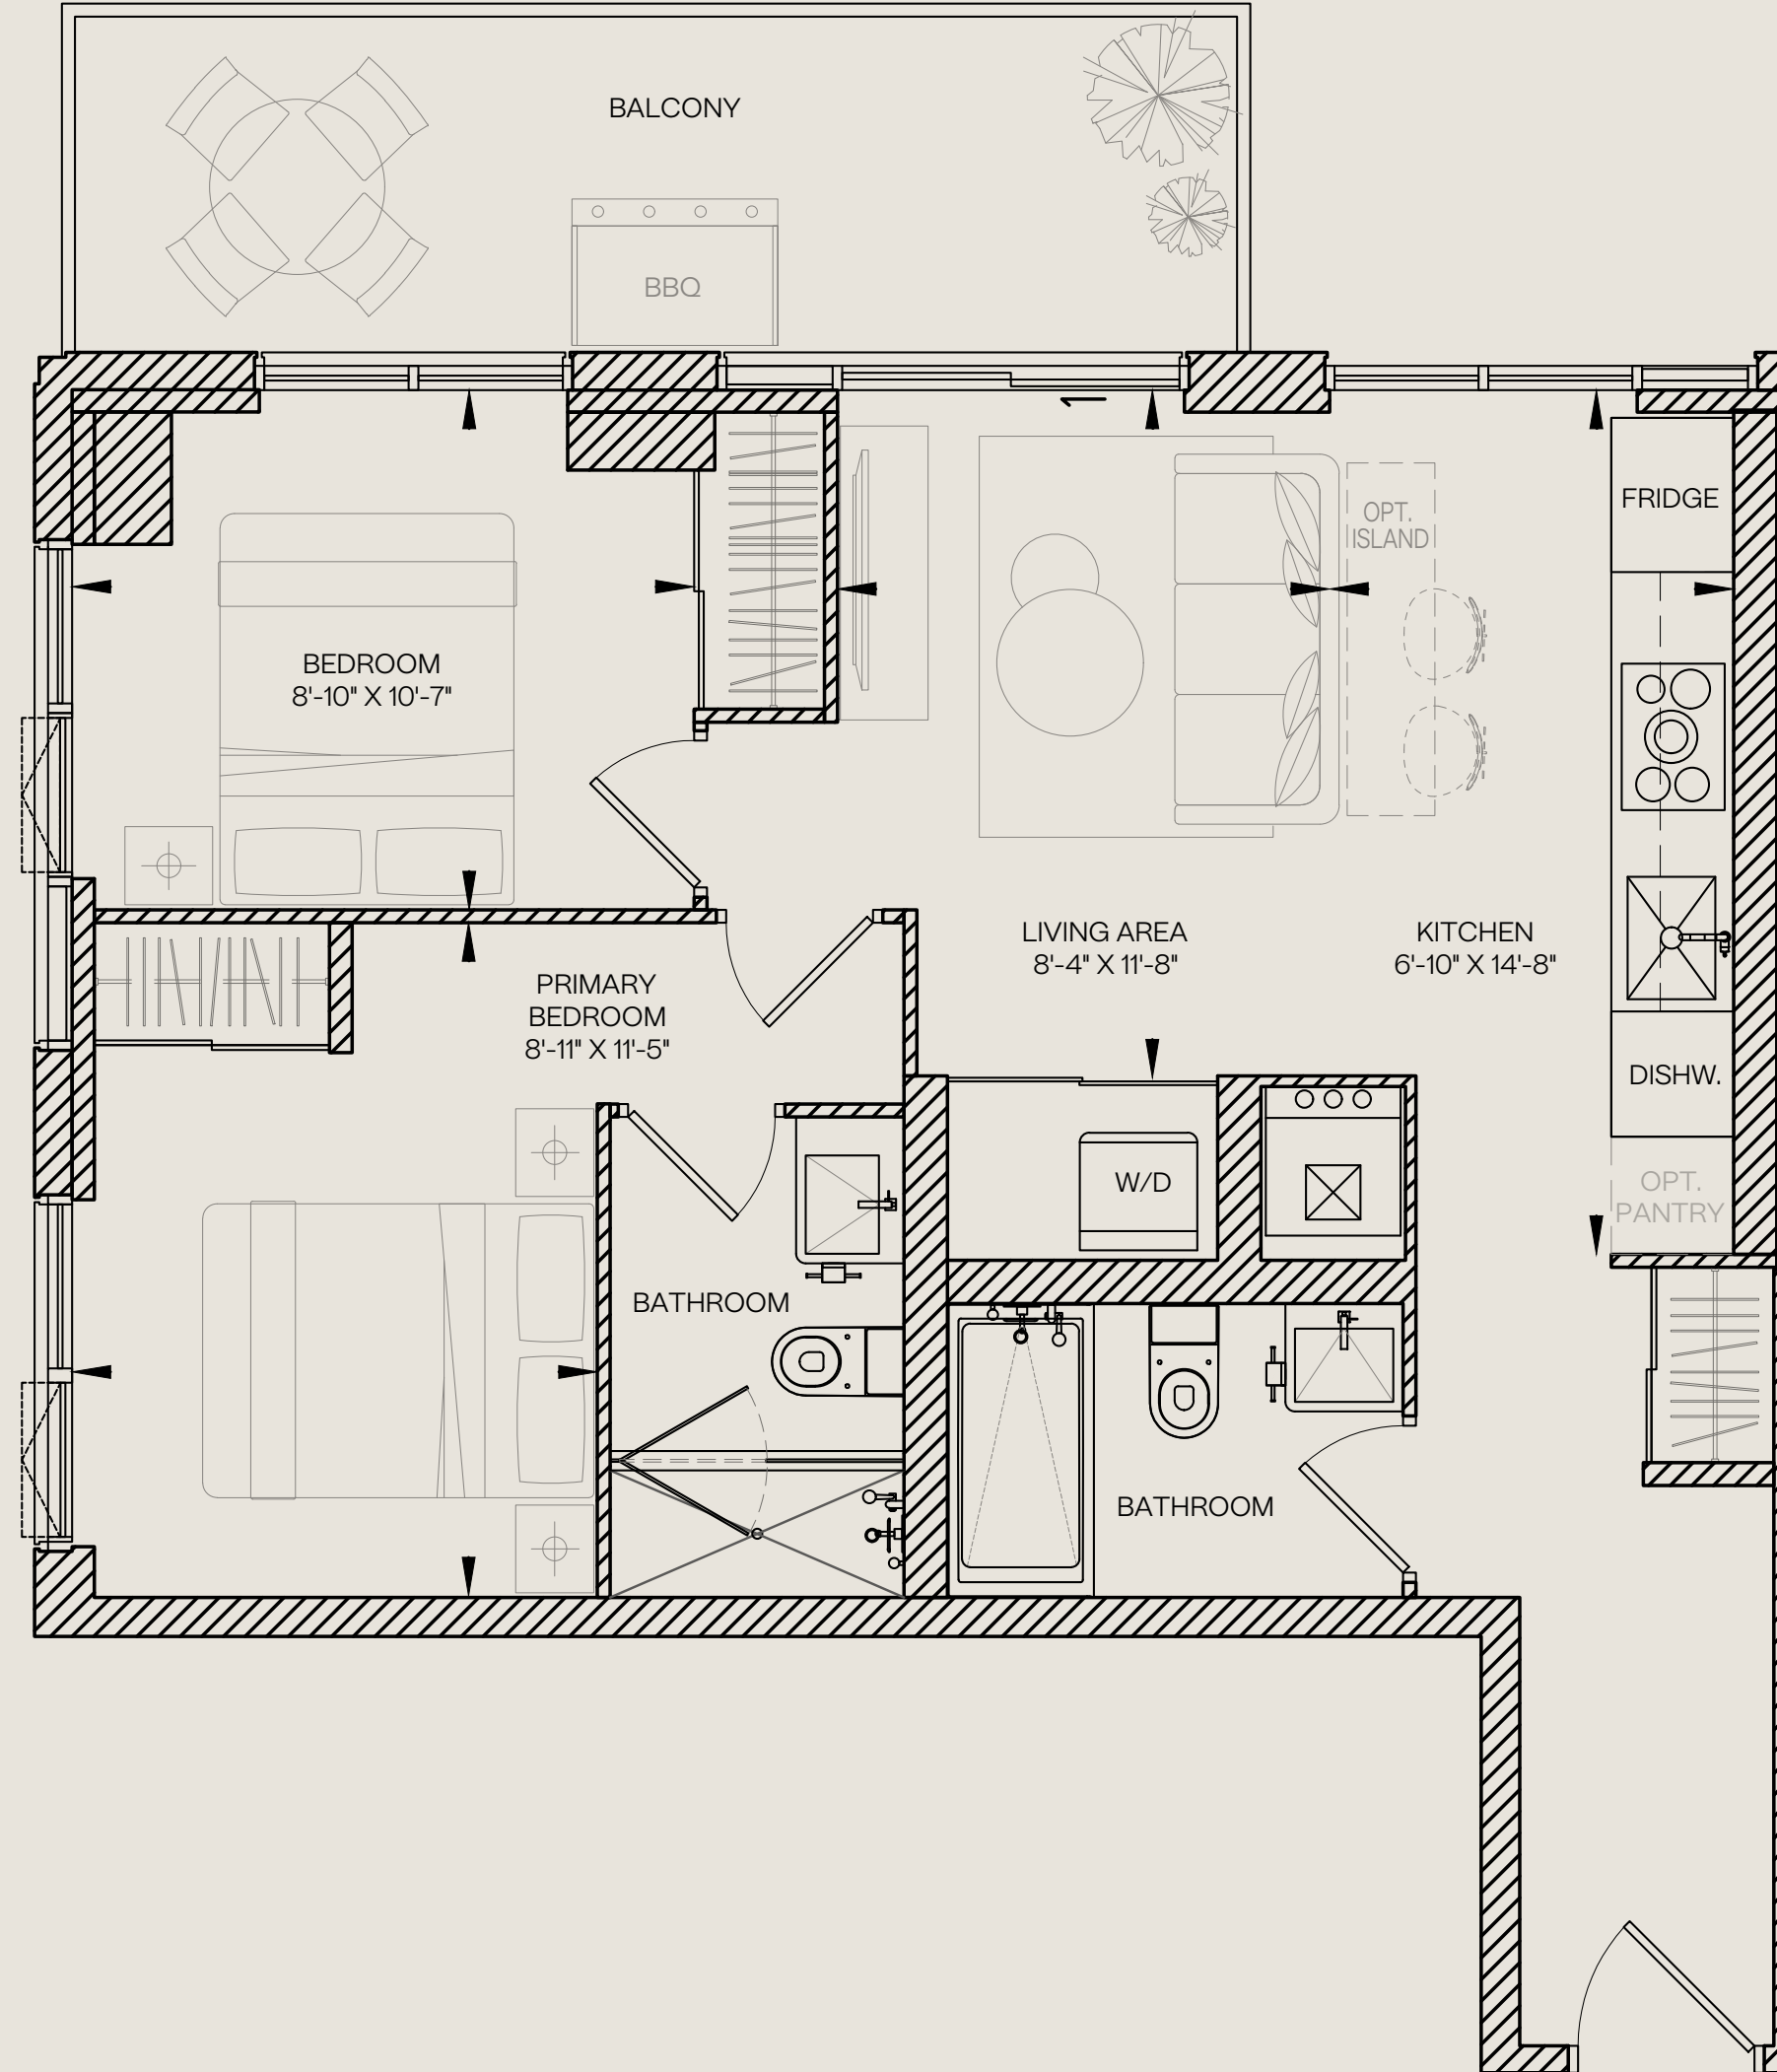 BALCONY
BBQ
FRIDGE
OPT.
ISLAND
BEDROOM
8'-10" X 10'-7"
LIVING AREA
8'-4" X 11'-8"
KITCHEN
6'-10" X 14'-8"
PRIMARY
BEDROOM
8'-11" X 11'-5"
DISHW.
W/D
OPT.
PANTRY
BATHROOM
BATHROOM